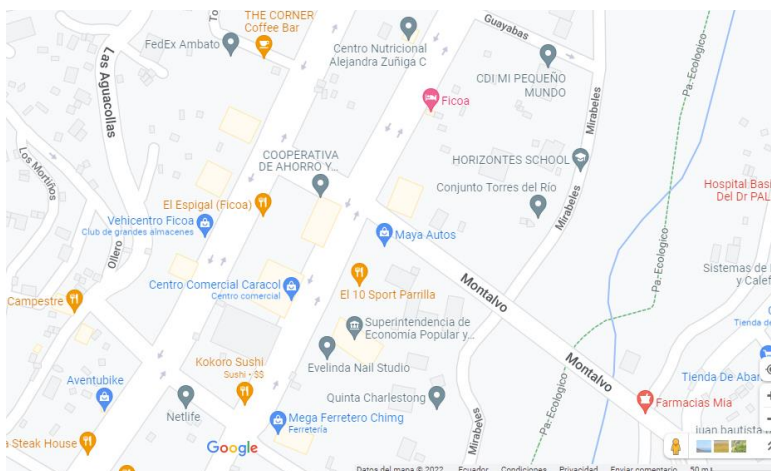 THE CORNER
Coffee Bar
To
FedEx Ambato
Las Aguacollas
Centro Nutricional
Alejandra Zuñiga C
Guayabas
CDI MI PEQUEÑO
MUNDO
Pa.-Ecologico
Ficoa
Mirabeles
Los Mortiños
COOPERATIVA
DE AHORRO Y...
HORIZONTES SCHOOL
Conjunto Torres del Río
Hospital Basi
Del Dr PAL
El Espigal (Ficoa)
Vehicentro Ficoa
Club de grandes almacenes
Mirabeles
Ollero
Maya Autos
Pa.-Ecologico
Montalvo
Sistemas de
y Calef
Centro Comercial Caracol
Centro comercial
El 10 Sport Parrilla
Campestre
Superintendencia de
Economía Popular y...
Tienda de
Evelinda Nail Studio
Montalvo
Kokoro Sushi
Sushi • $$
Pa.-Ecologico
Tienda De Abar
Aventubike
Quinta Charlestong
Farmacias Mia
Netlife
Mega Ferretero Chimg
Ferretería
Mirabeles
juan bautista
a Steak House
Google
Datos del mapa © 2022 Ecuador Condiciones Privacidad Enviar comentario 50 m